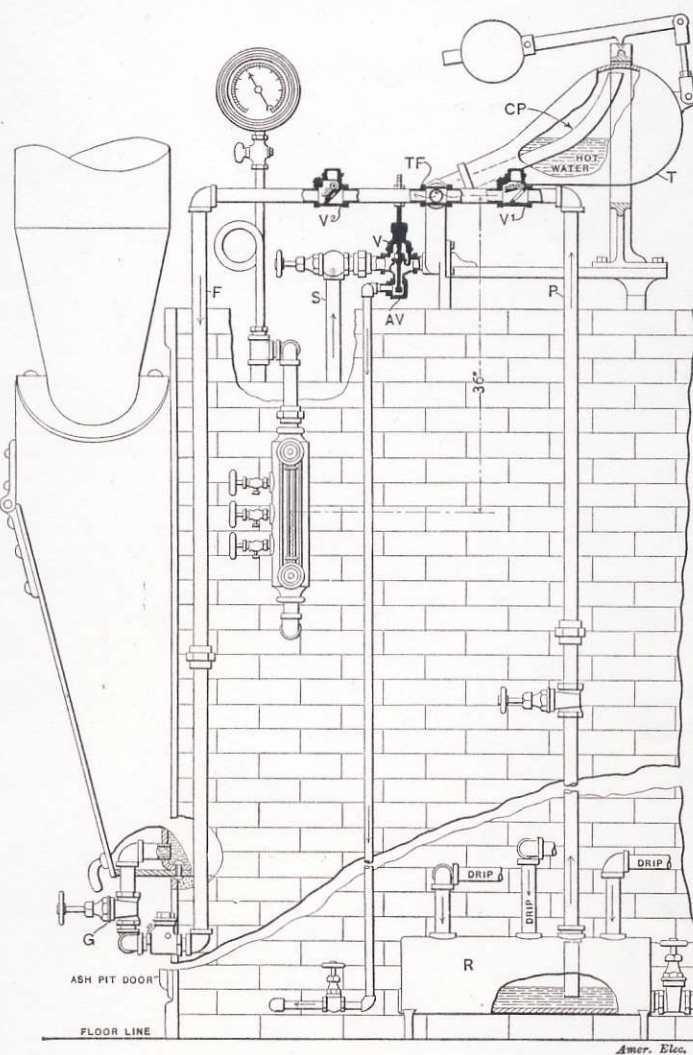 CP
HOT
WATER
T
TF
V²
V¹
V
F
S
AV
P
36"
G
DRIP
DRIP
DRIP
R
ASH PIT DOOR
FLOOR LINE
Amer. Elec.